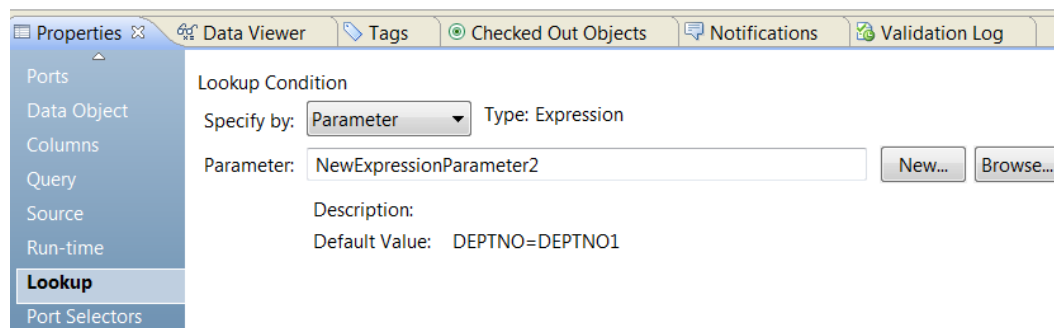 Properties Data Viewer Tags Checked Out Objects Notifications Validation Log
Ports
Data Object
Columns
Query
Source
Run-time
Lookup
Port Selectors
Lookup Condition
Specify by: Parameter Type: Expression
Parameter: NewExpressionParameter2 New... Browse...
Description:
Default Value: DEPTNO=DEPTNO1